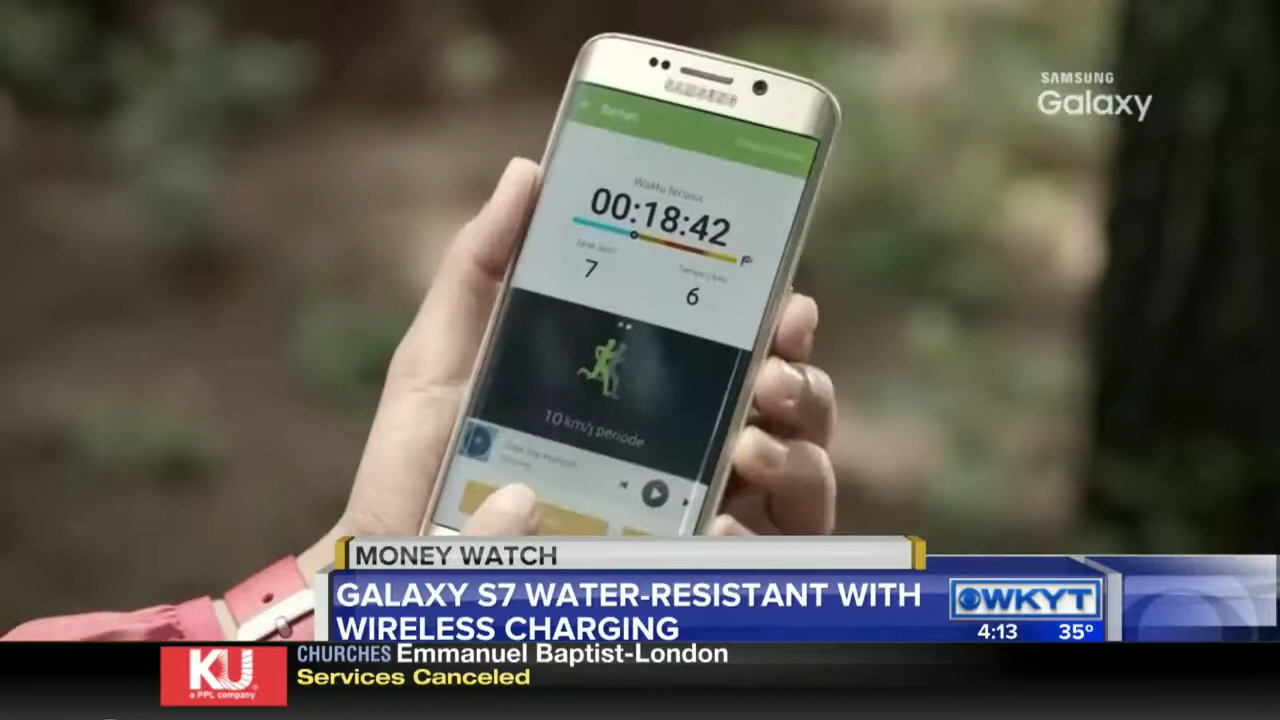 SAMSUNG
Galaxy
SAMSUNG
Waktu tersisa
00:18:42
7
6
10 km/j periode
MONEY WATCH
GALAXY S7 WATER-RESISTANT WITH
WIRELESS CHARGING
WKYT
4:13 35°
KU
a PPL company
CHURCHES Emmanuel Baptist-London
Services Canceled